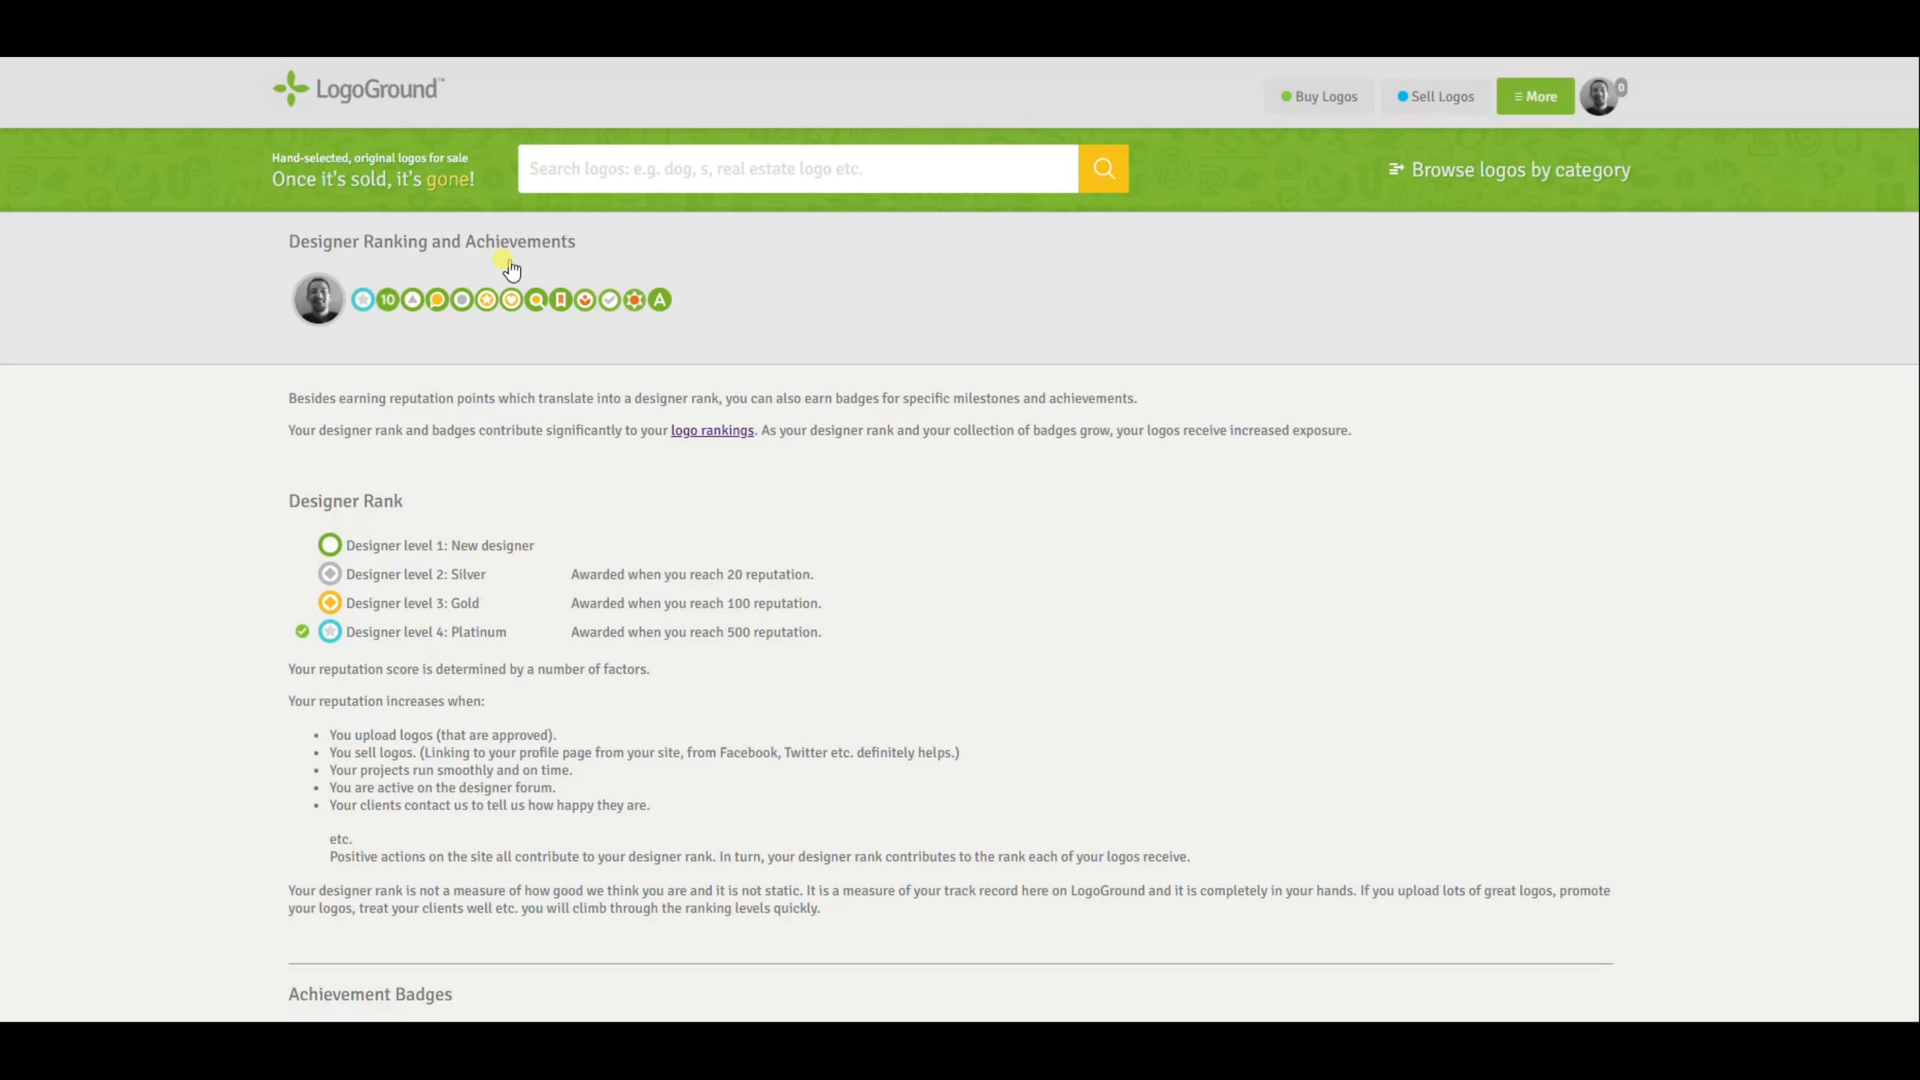 LogoGround™
Buy Logos
Sell Logos
≡ More
0
Hand-selected, original logos for sale
Once it's sold, it's gone!
Search logos: e.g. dog, s, real estate logo etc.
Browse logos by category
Designer Ranking and Achievements
10
A
Besides earning reputation points which translate into a designer rank, you can also earn badges for specific milestones and achievements.
Your designer rank and badges contribute significantly to your logo rankings. As your designer rank and your collection of badges grow, your logos receive increased exposure.
Designer Rank
Designer level 1: New designer
Designer level 2: Silver Awarded when you reach 20 reputation.
Designer level 3: Gold Awarded when you reach 100 reputation.
Designer level 4: Platinum Awarded when you reach 500 reputation.
Your reputation score is determined by a number of factors.
Your reputation increases when:
• You upload logos (that are approved).
• You sell logos. (Linking to your profile page from your site, from Facebook, Twitter etc. definitely helps.)
• Your projects run smoothly and on time.
• You are active on the designer forum.
• Your clients contact us to tell us how happy they are.
etc.
Positive actions on the site all contribute to your designer rank. In turn, your designer rank contributes to the rank each of your logos receive.
Your designer rank is not a measure of how good we think you are and it is not static. It is a measure of your track record here on LogoGround and it is completely in your hands. If you upload lots of great logos, promote
your logos, treat your clients well etc. you will climb through the ranking levels quickly.
Achievement Badges